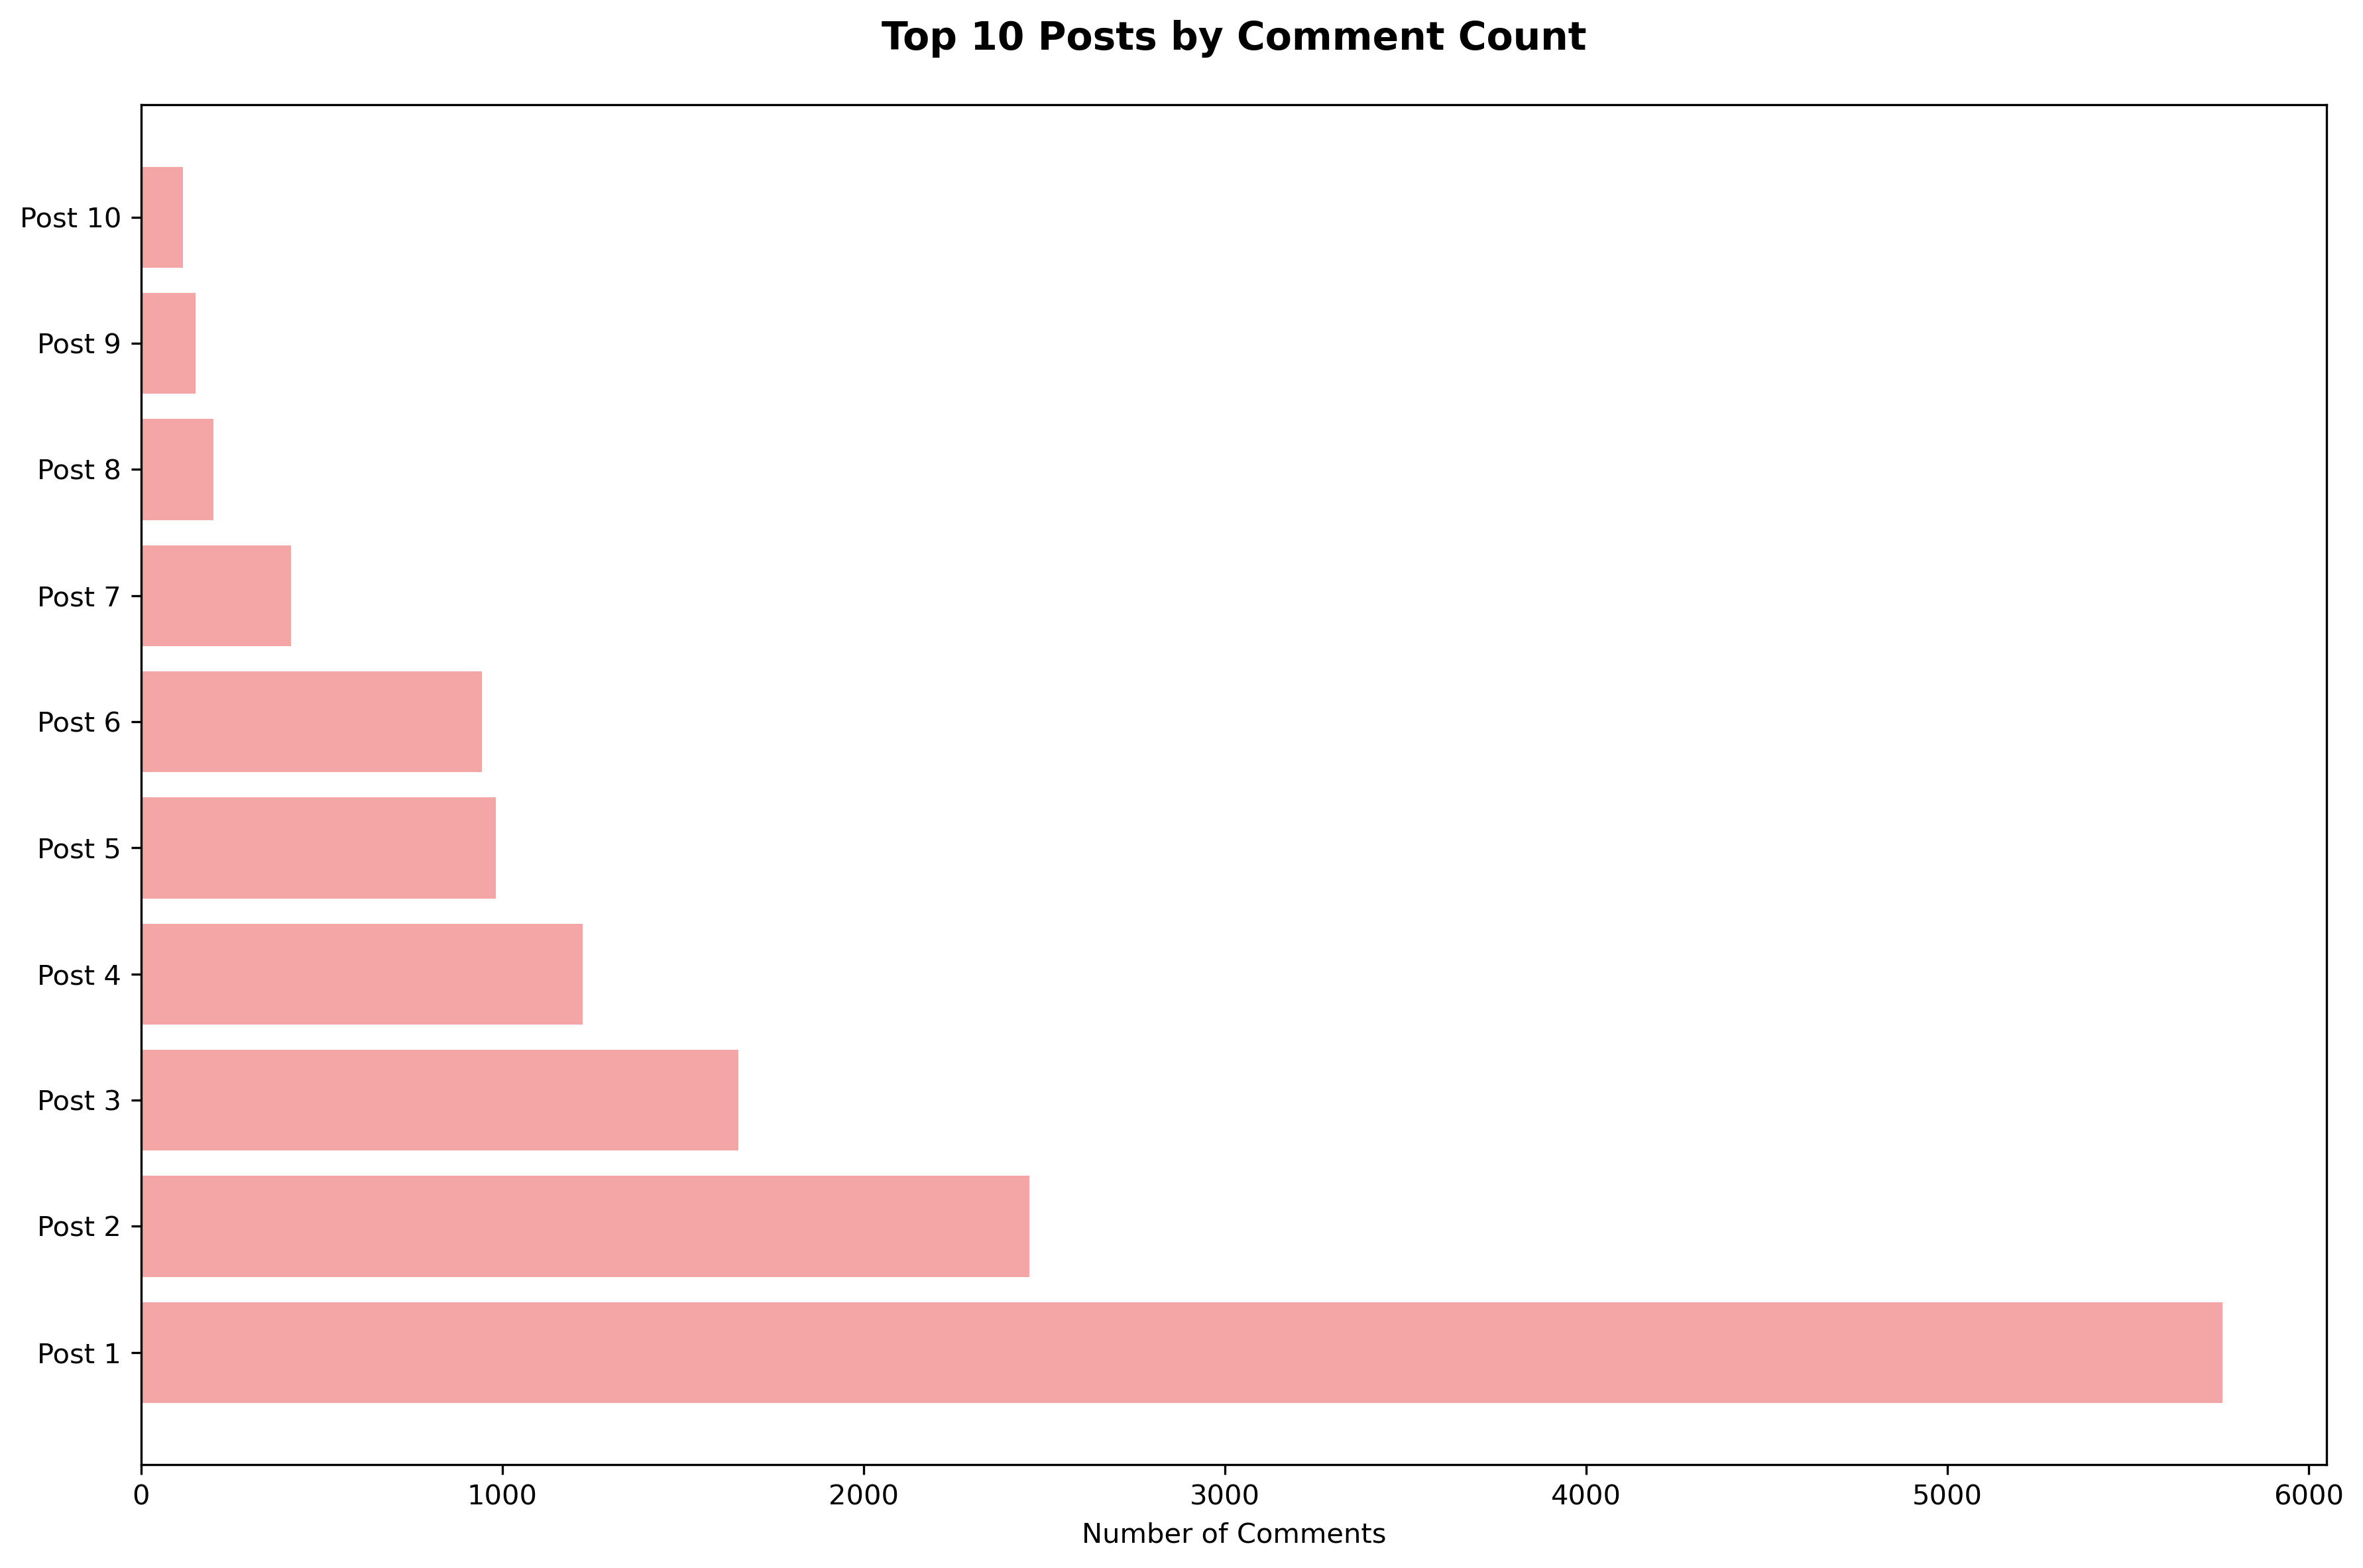 Top 10 Posts by Comment Count
Post 10
Post 9
Post 8
Post 7
Post 6
Post 5
Post 4
Post 3
Post 2
Post 1
0 1000 2000 3000 4000 5000 6000
Number of Comments